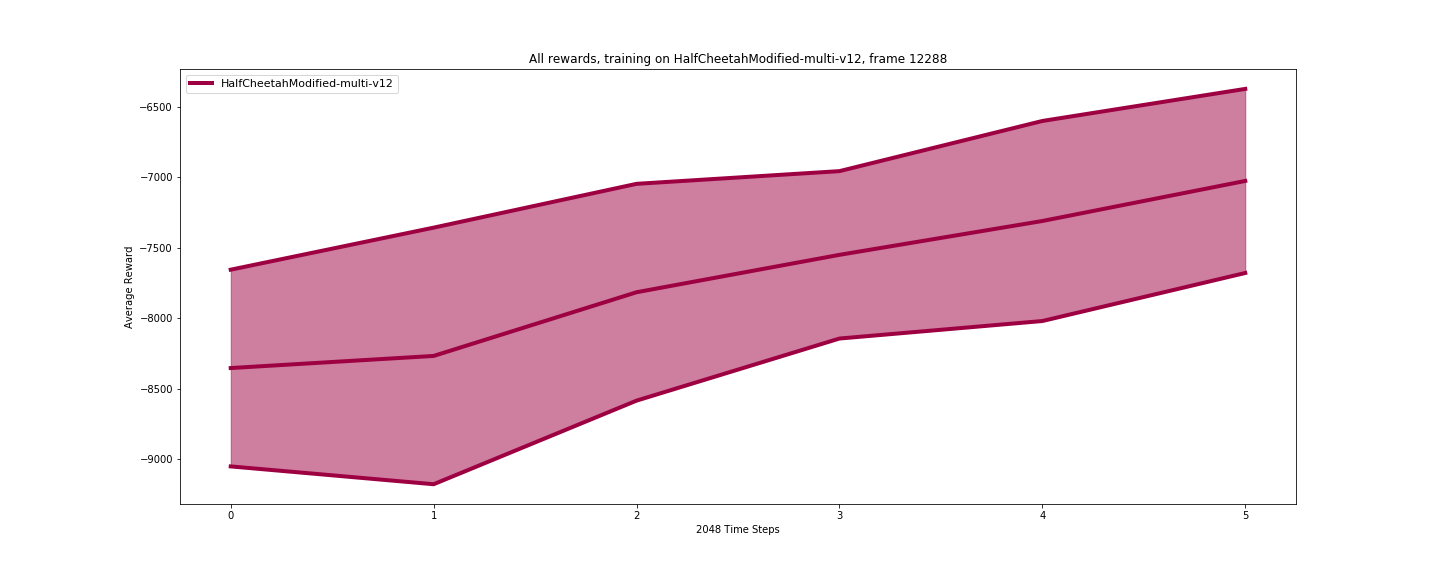 All rewards, training on HalfCheetahModified-multi-v12, frame 12288
HalfCheetahModified-multi-v12
−6500
−7000
−7500
−8000
−8500
−9000
Average Reward
0 1 2 3 4 5
2048 Time Steps